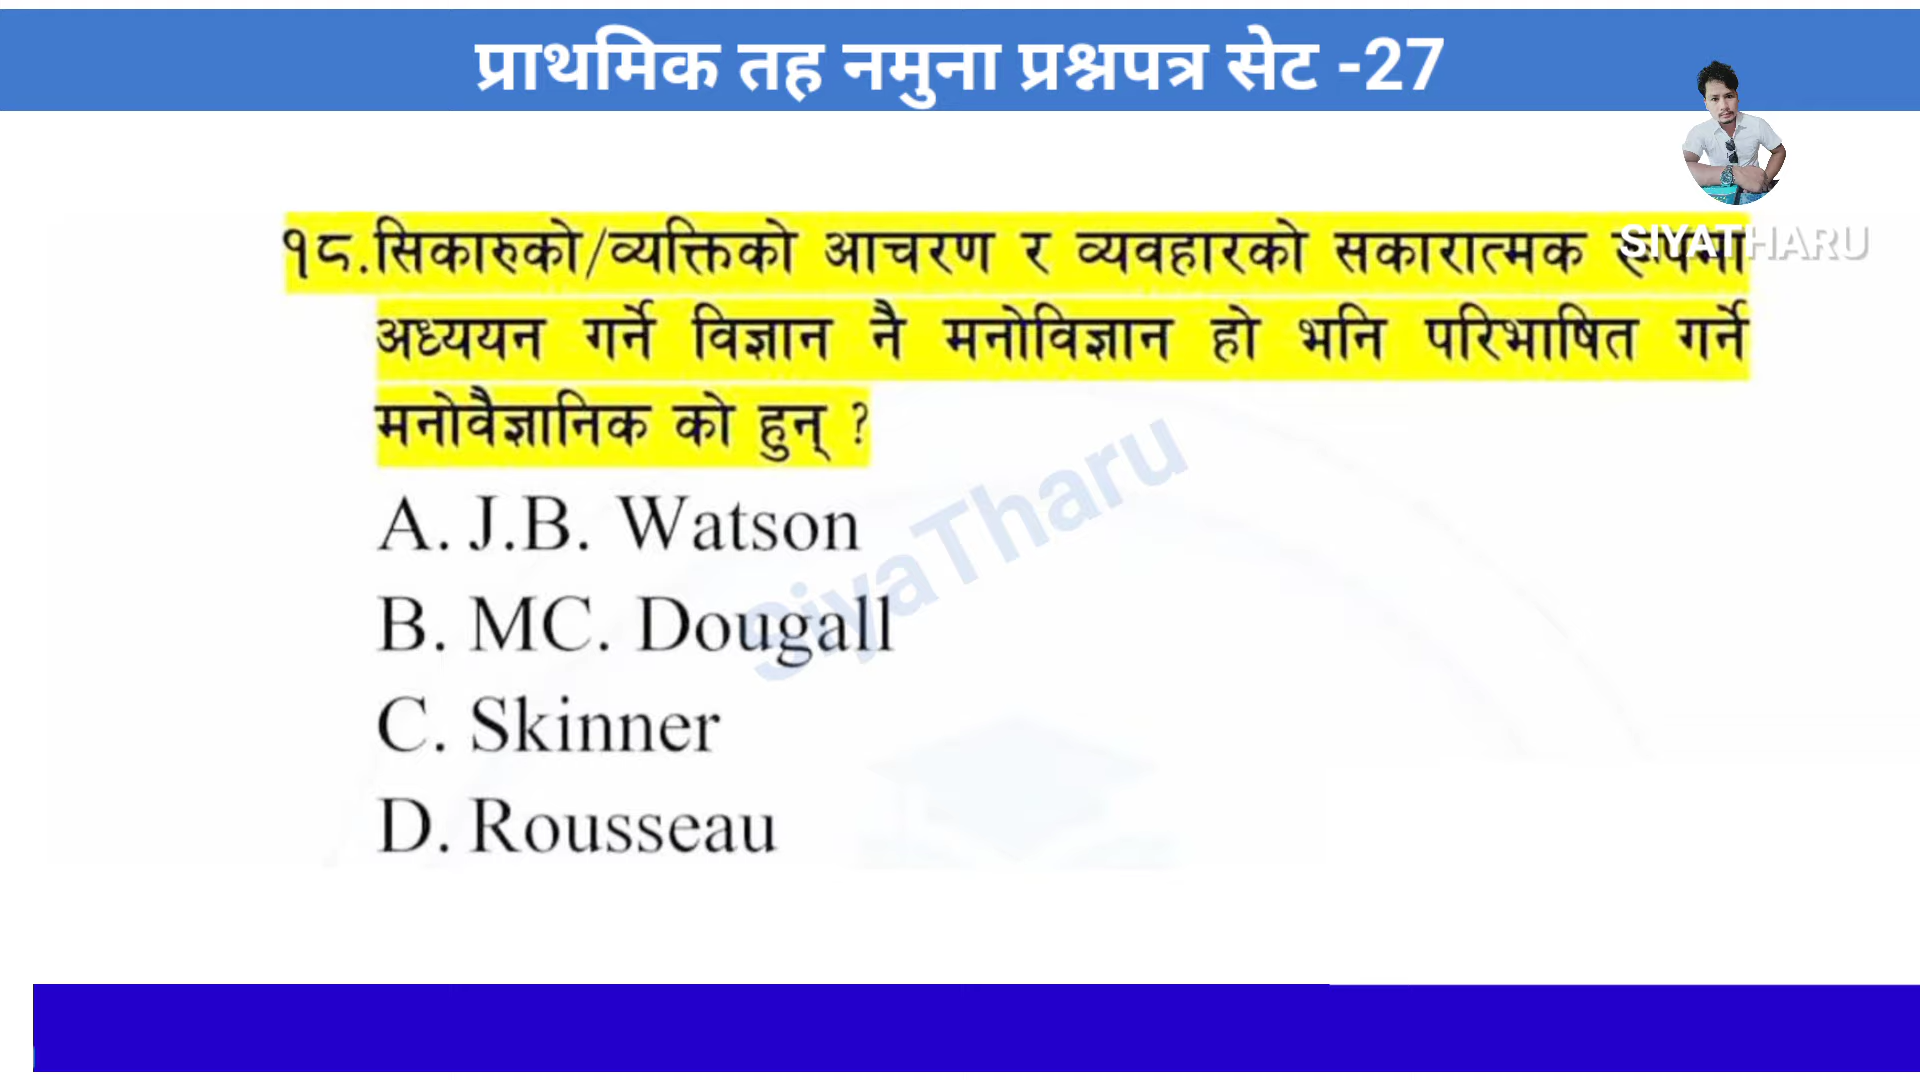 प्राथमिक तह नमुना प्रश्नपत्र सेट -27
SIYATHARU
१८.सिकारुको/व्यक्तिको आचरण र व्यवहारको सकारात्मक रूपमा
अध्ययन गर्ने विज्ञान नै मनोविज्ञान हो भनि परिभाषित गर्ने
मनोवैज्ञानिक को हुन् ?
SiyaTharu
A. J.B. Watson
B. MC. Dougall
C. Skinner
D. Rousseau